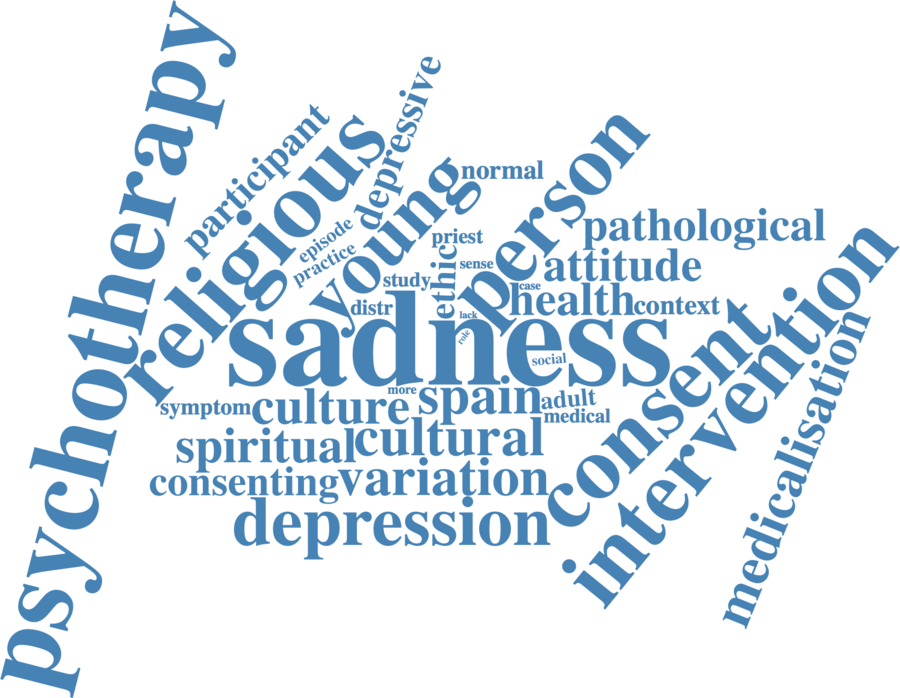 psychotherapy
depressive
participant
religious
person
normal
young
pathological
episode
priest
practice
ethic
sense
attitude
study
case
health
context
distr
lack
role
sadness
consent
intervention
medicalisation
social
more
spain
adult
symptom
culture
medical
spiritual
cultural
consenting
variation
depression